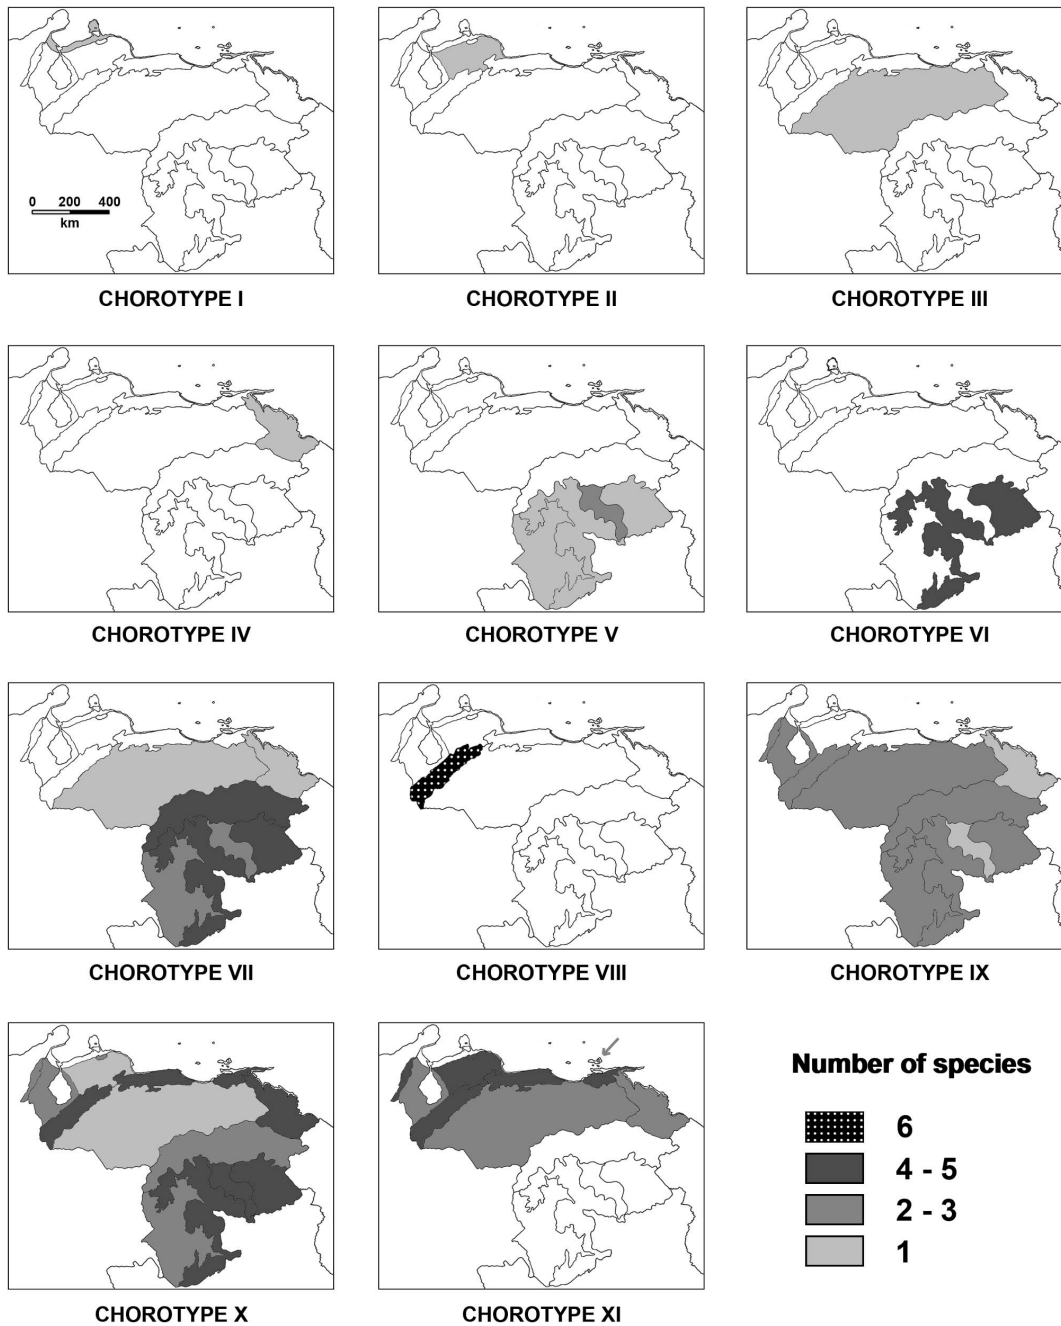 0 200 400
km
CHOROTYPE I
CHOROTYPE II
CHOROTYPE III
CHOROTYPE IV
CHOROTYPE V
CHOROTYPE VI
CHOROTYPE VII
CHOROTYPE VIII
CHOROTYPE IX
CHOROTYPE X
CHOROTYPE XI
Number of species
6
4 - 5
2 - 3
1